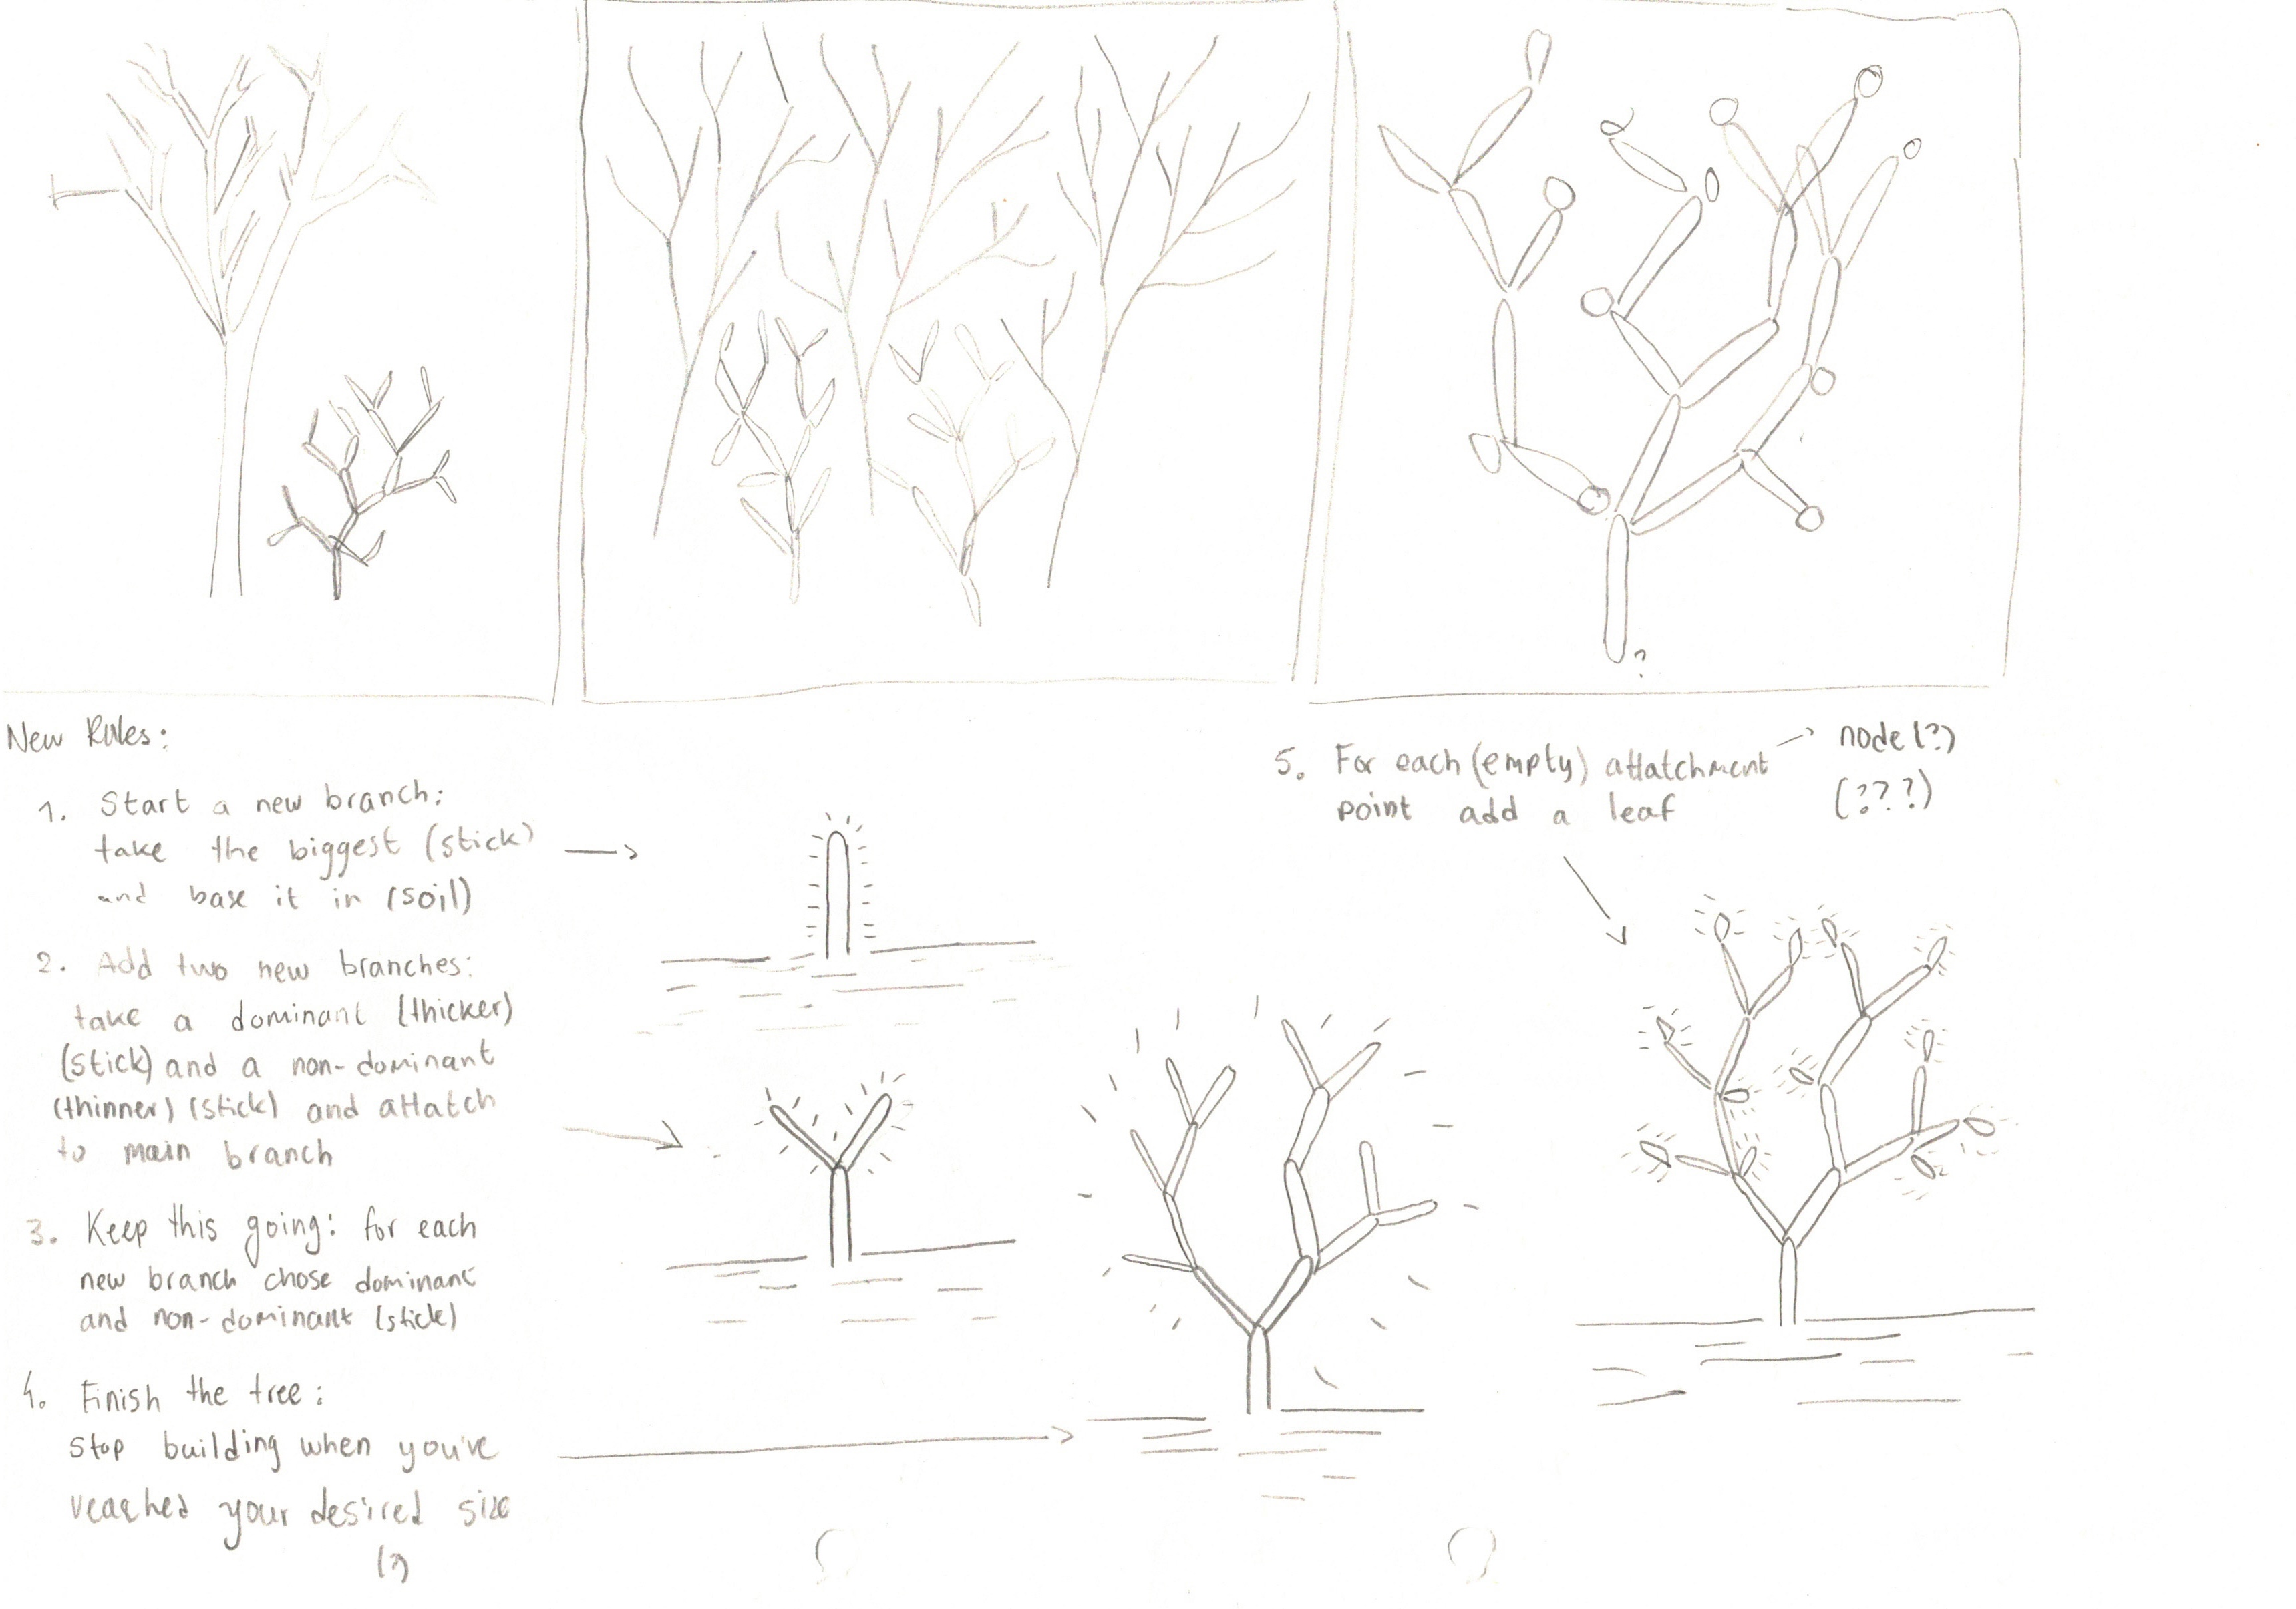 ?
New Rules:
1. Start a new branch:
take the biggest (stick)
and base it in (soil)
2. Add two new branches:
take a dominant (thicker)
(stick) and a non-dominant
(thinner) (stick) and attatch
to main branch
3. Keep this going: for each
new branch chose dominant
and non-dominant (stick)
4. Finish the tree:
stop building when you've
reached your desired size
(?)
5. For each (empty) attatchment
point add a leaf
node (?)
(???)